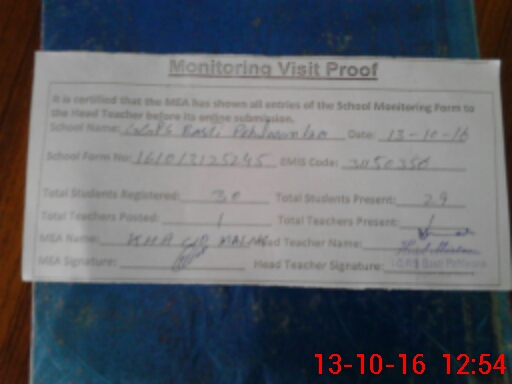 Monitoring Visit Proof
It is certified that the MEA has shown all entries of the School Monitoring Form to
the Head Teacher before its online submission.
School Name: Basti Date: 13-10-16
School Form No: EMIS Code:
Total Students Registered: 30 Total Students Present: 29
Total Teachers Posted: 1 Total Teachers Present: 1
MEA Name: Head Teacher Name:
MEA Signature: Head Teacher Signature:
13-10-16 12:54